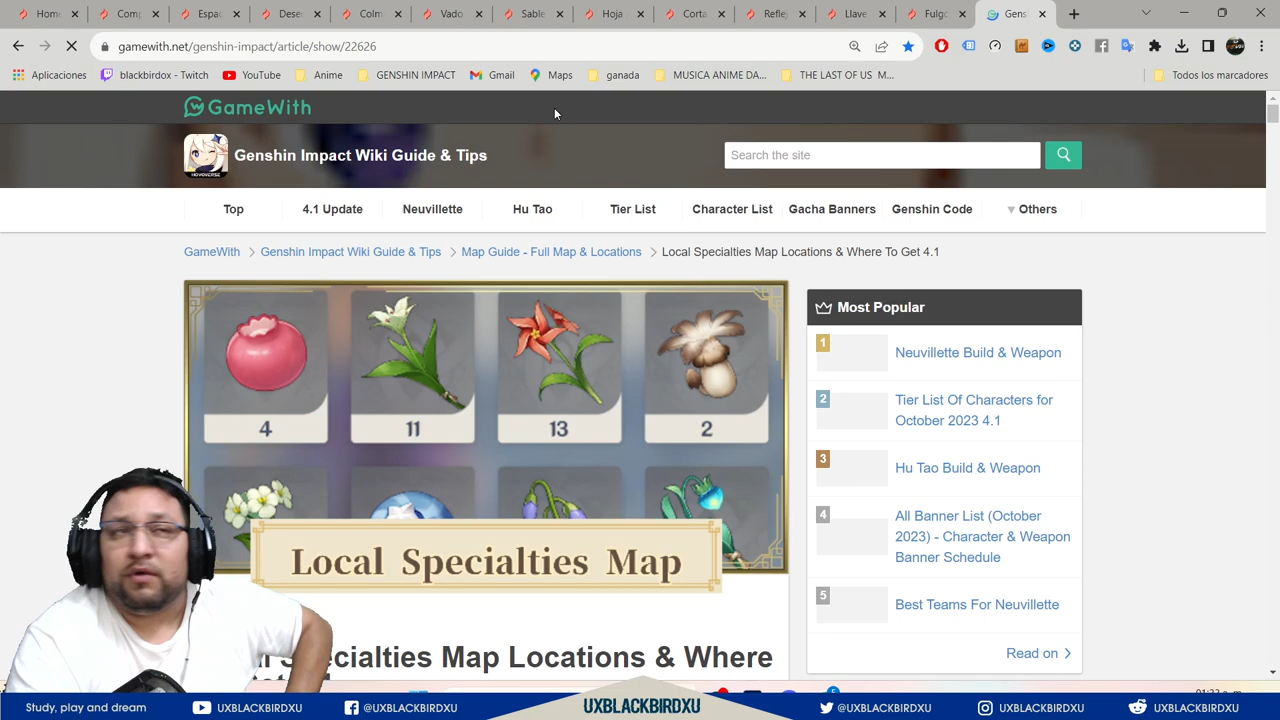 Home
Comp
Espa
Dese
Colm
Vado
Sable
Hoja
Corta
Reflej
Llave
Fulgo
Gens
gamewith.net/genshin-impact/article/show/22626
Aplicaciones
blackbirdox - Twitch
YouTube
Anime
GENSHIN IMPACT
Gmail
Maps
ganada
MUSICA ANIME DA...
THE LAST OF US M...
Todos los marcadores
GameWith
HOYOVERSE
Genshin Impact Wiki Guide & Tips
Search the site
Top
4.1 Update
Neuvillette
Hu Tao
Tier List
Character List
Gacha Banners
Genshin Code
Others
GameWith
Genshin Impact Wiki Guide & Tips
Map Guide - Full Map & Locations
Local Specialties Map Locations & Where To Get 4.1
4
11
13
2
Local Specialties Map
Most Popular
1
Neuvillette Build & Weapon
2
Tier List Of Characters for
October 2023 4.1
3
Hu Tao Build & Weapon
4
All Banner List (October
2023) - Character & Weapon
Banner Schedule
5
Best Teams For Neuvillette
Read on
cialties Map Locations & Where
Study, play and dream
UXBLACKBIRDXU
@UXBLACKBIRDXU
UXBLACKBIRDXU
@UXBLACKBIRDXU
UXBLACKBIRDXU
UXBLACKBIRDXU